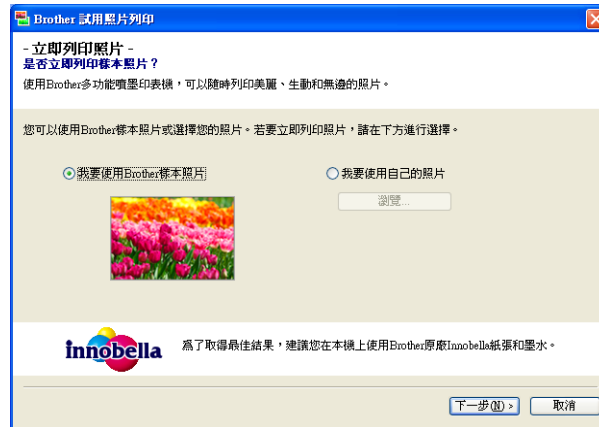 Brother 試用照片列印
- 立即列印照片 -
是否立即列印樣本照片？
使用Brother多功能噴墨印表機，可以隨時列印美麗、生動和無邊的照片。
您可以使用Brother樣本照片或選擇您的照片。若要立即列印照片，請在下方進行選擇。
我要使用Brother樣本照片
我要使用自己的照片
瀏覽...
innobella
為了取得最佳結果，建議您在本機上使用Brother原廠Innobella紙張和墨水。
下一步(N) >
取消